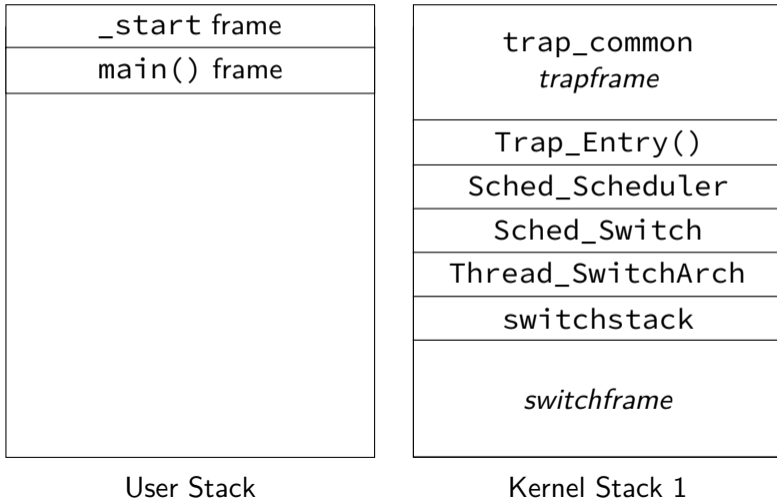 _start frame
main() frame
User Stack
trap_common
trapframe
Trap_Entry()
Sched_Scheduler
Sched_Switch
Thread_SwitchArch
switchstack
switchframe
Kernel Stack 1